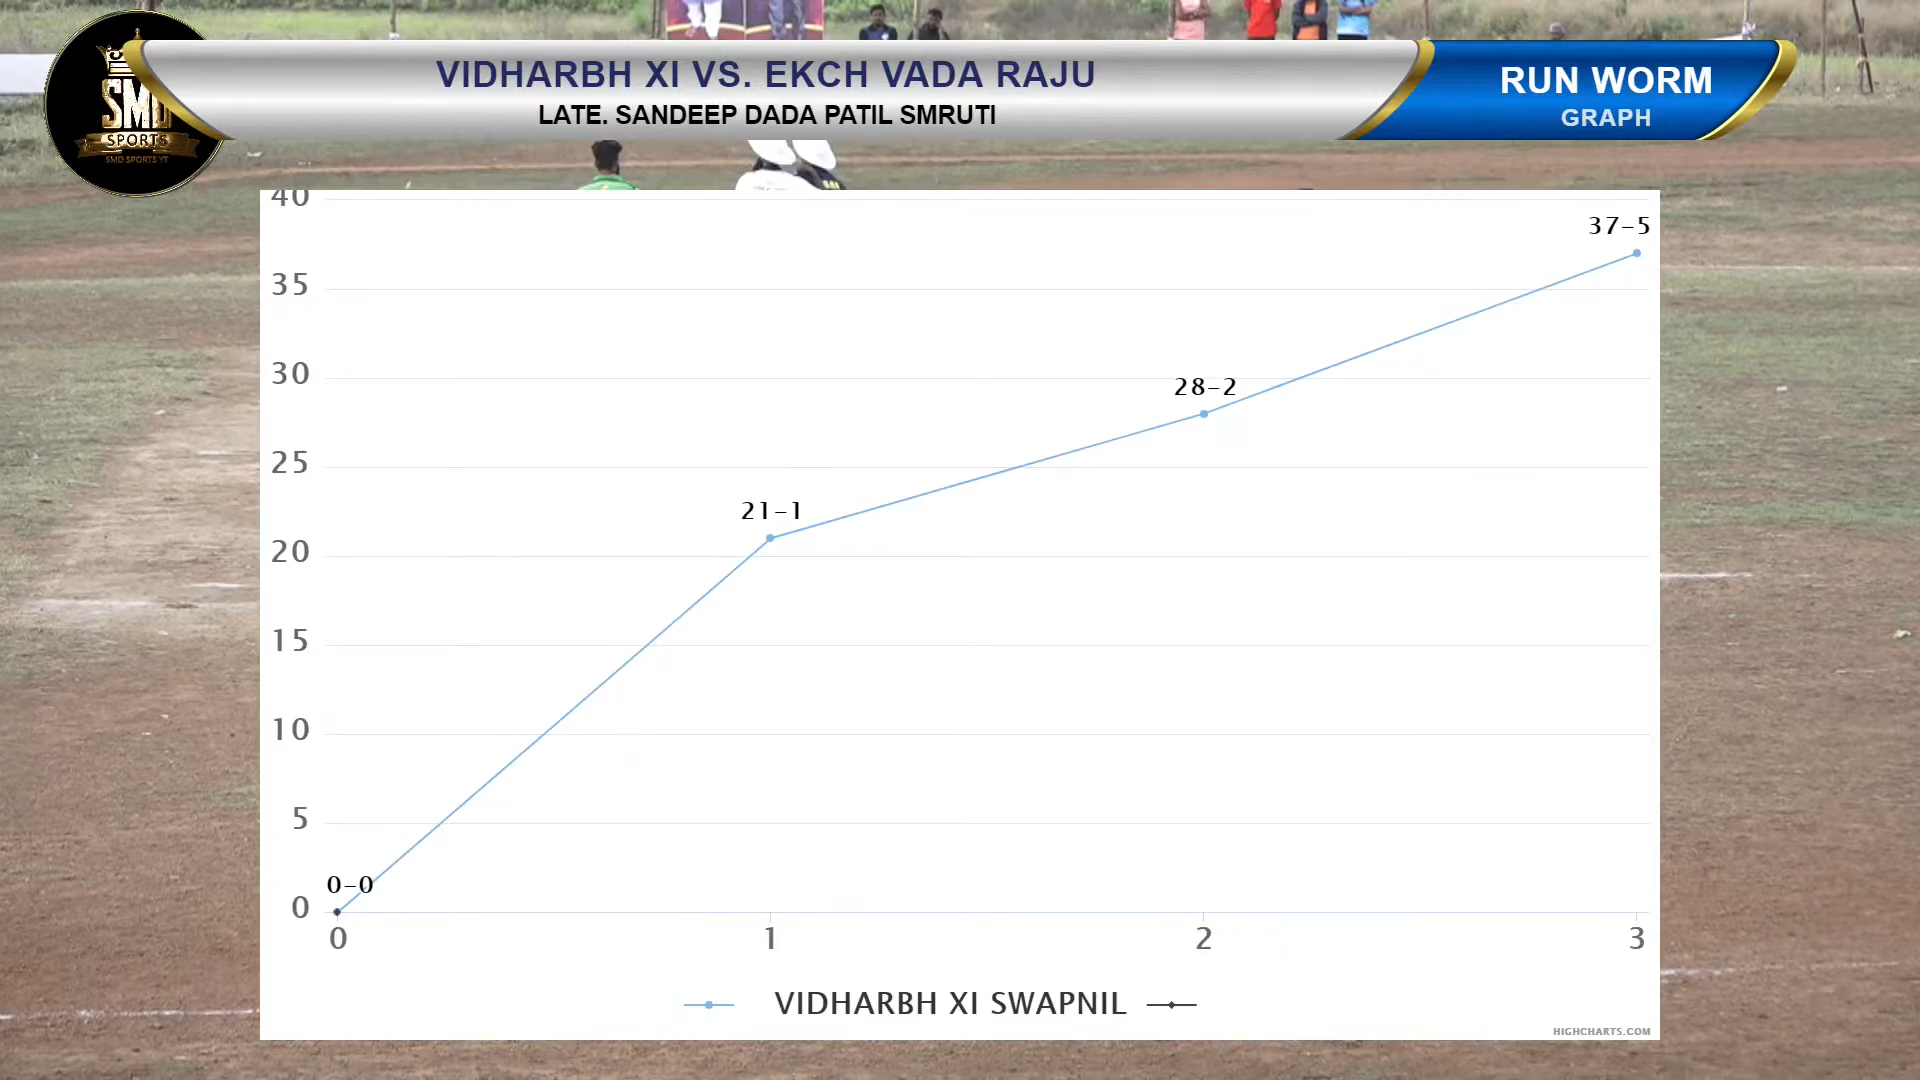 SMD
SPORTS
SMD SPORTS YT
VIDHARBH XI VS. EKCH VADA RAJU
LATE. SANDEEP DADA PATIL SMRUTI
RUN WORM
GRAPH
40
35
30
25
20
15
10
5
0
0-0
21-1
28-2
37-5
0 1 2 3
VIDHARBH XI SWAPNIL
HIGHCHARTS.COM